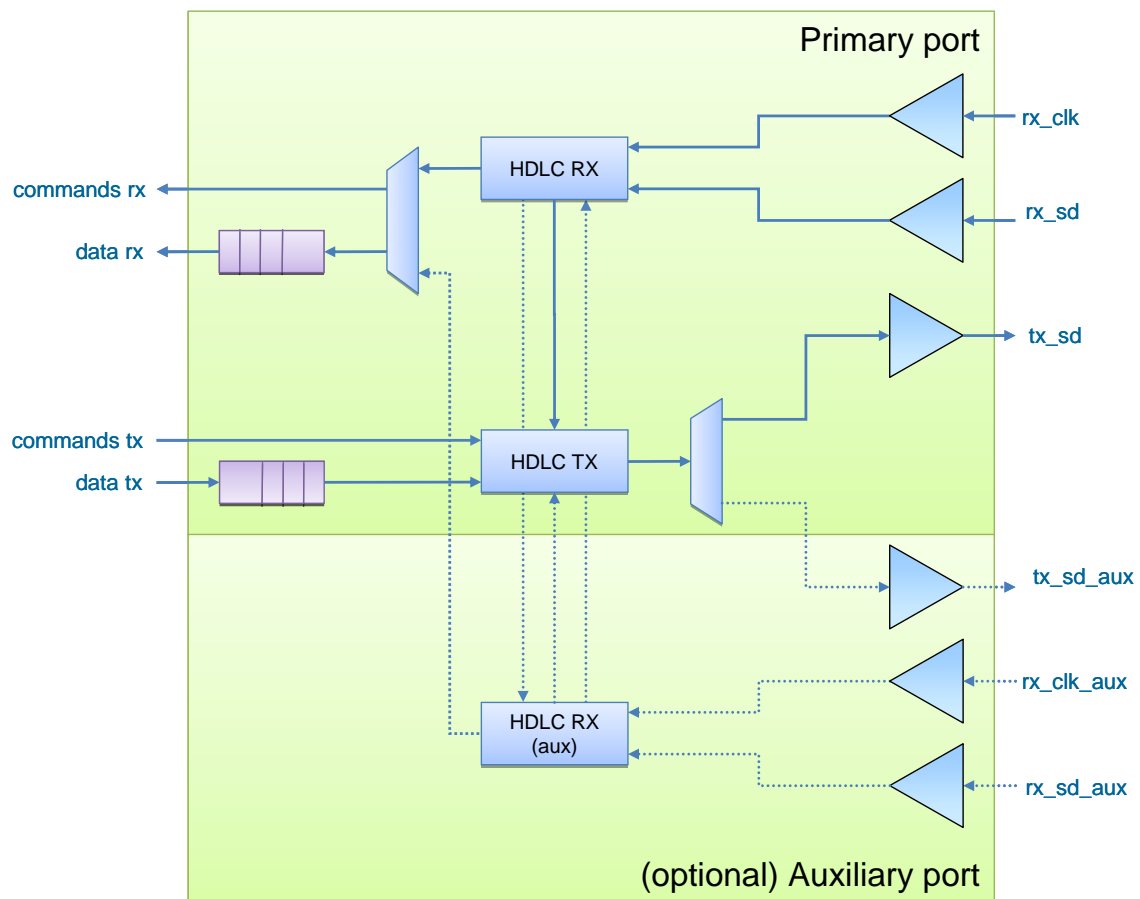 Primary port
rx_clk
HDLC RX
commands rx
rx_sd
data rx
tx_sd
commands tx
HDLC TX
data tx
tx_sd_aux
rx_clk_aux
HDLC RX
(aux)
rx_sd_aux
(optional) Auxiliary port